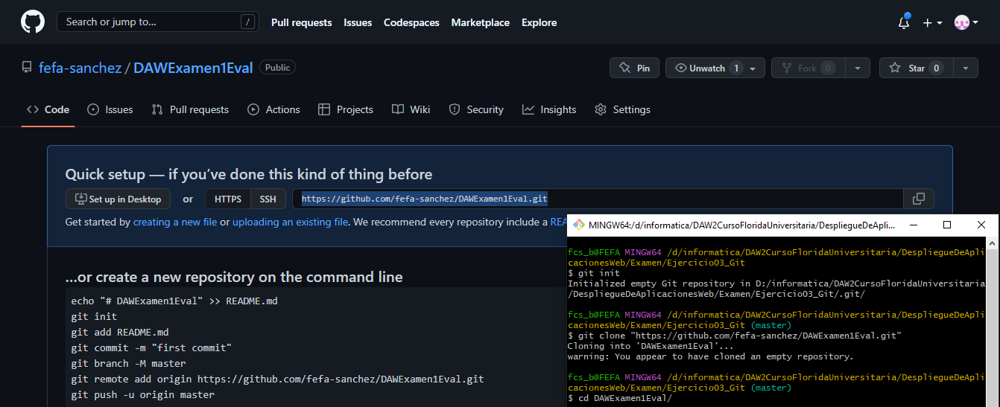 Search or jump to...
/
Pull requests
Issues
Codespaces
Marketplace
Explore
fefa-sanchez / DAWExamen1Eval
Public
Pin
Unwatch 1
Fork 0
Star 0
Code
Issues
Pull requests
Actions
Projects
Wiki
Security
Insights
Settings
Quick setup — if you’ve done this kind of thing before
Set up in Desktop
or
HTTPS
SSH
https://github.com/fefa-sanchez/DAWExamen1Eval.git
Get started by creating a new file or uploading an existing file. We recommend every repository include a REA
...or create a new repository on the command line
echo "# DAWExamen1Eval" >> README.md
git init
git add README.md
git commit -m "first commit"
git branch -M master
git remote add origin https://github.com/fefa-sanchez/DAWExamen1Eval.git
git push -u origin master
MINGW64:/d/informatica/DAW2CursoFloridaUniversitaria/DespliegueDeApli...
fcs_b@FEFA MINGW64 /d/informatica/DAW2CursoFloridaUniversitaria/DespliegueDeApli
cacionesWeb/Examen/Ejercicio03_Git
$ git init
Initialized empty Git repository in D:/informatica/DAW2CursoFloridaUniversitaria
/DespliegueDeAplicacionesWeb/Examen/Ejercicio03_Git/.git/
fcs_b@FEFA MINGW64 /d/informatica/DAW2CursoFloridaUniversitaria/DespliegueDeApli
cacionesWeb/Examen/Ejercicio03_Git (master)
$ git clone "https://github.com/fefa-sanchez/DAWExamen1Eval.git"
Cloning into 'DAWExamen1Eval'...
warning: You appear to have cloned an empty repository.
fcs_b@FEFA MINGW64 /d/informatica/DAW2CursoFloridaUniversitaria/DespliegueDeApli
cacionesWeb/Examen/Ejercicio03_Git (master)
$ cd DAWExamen1Eval/